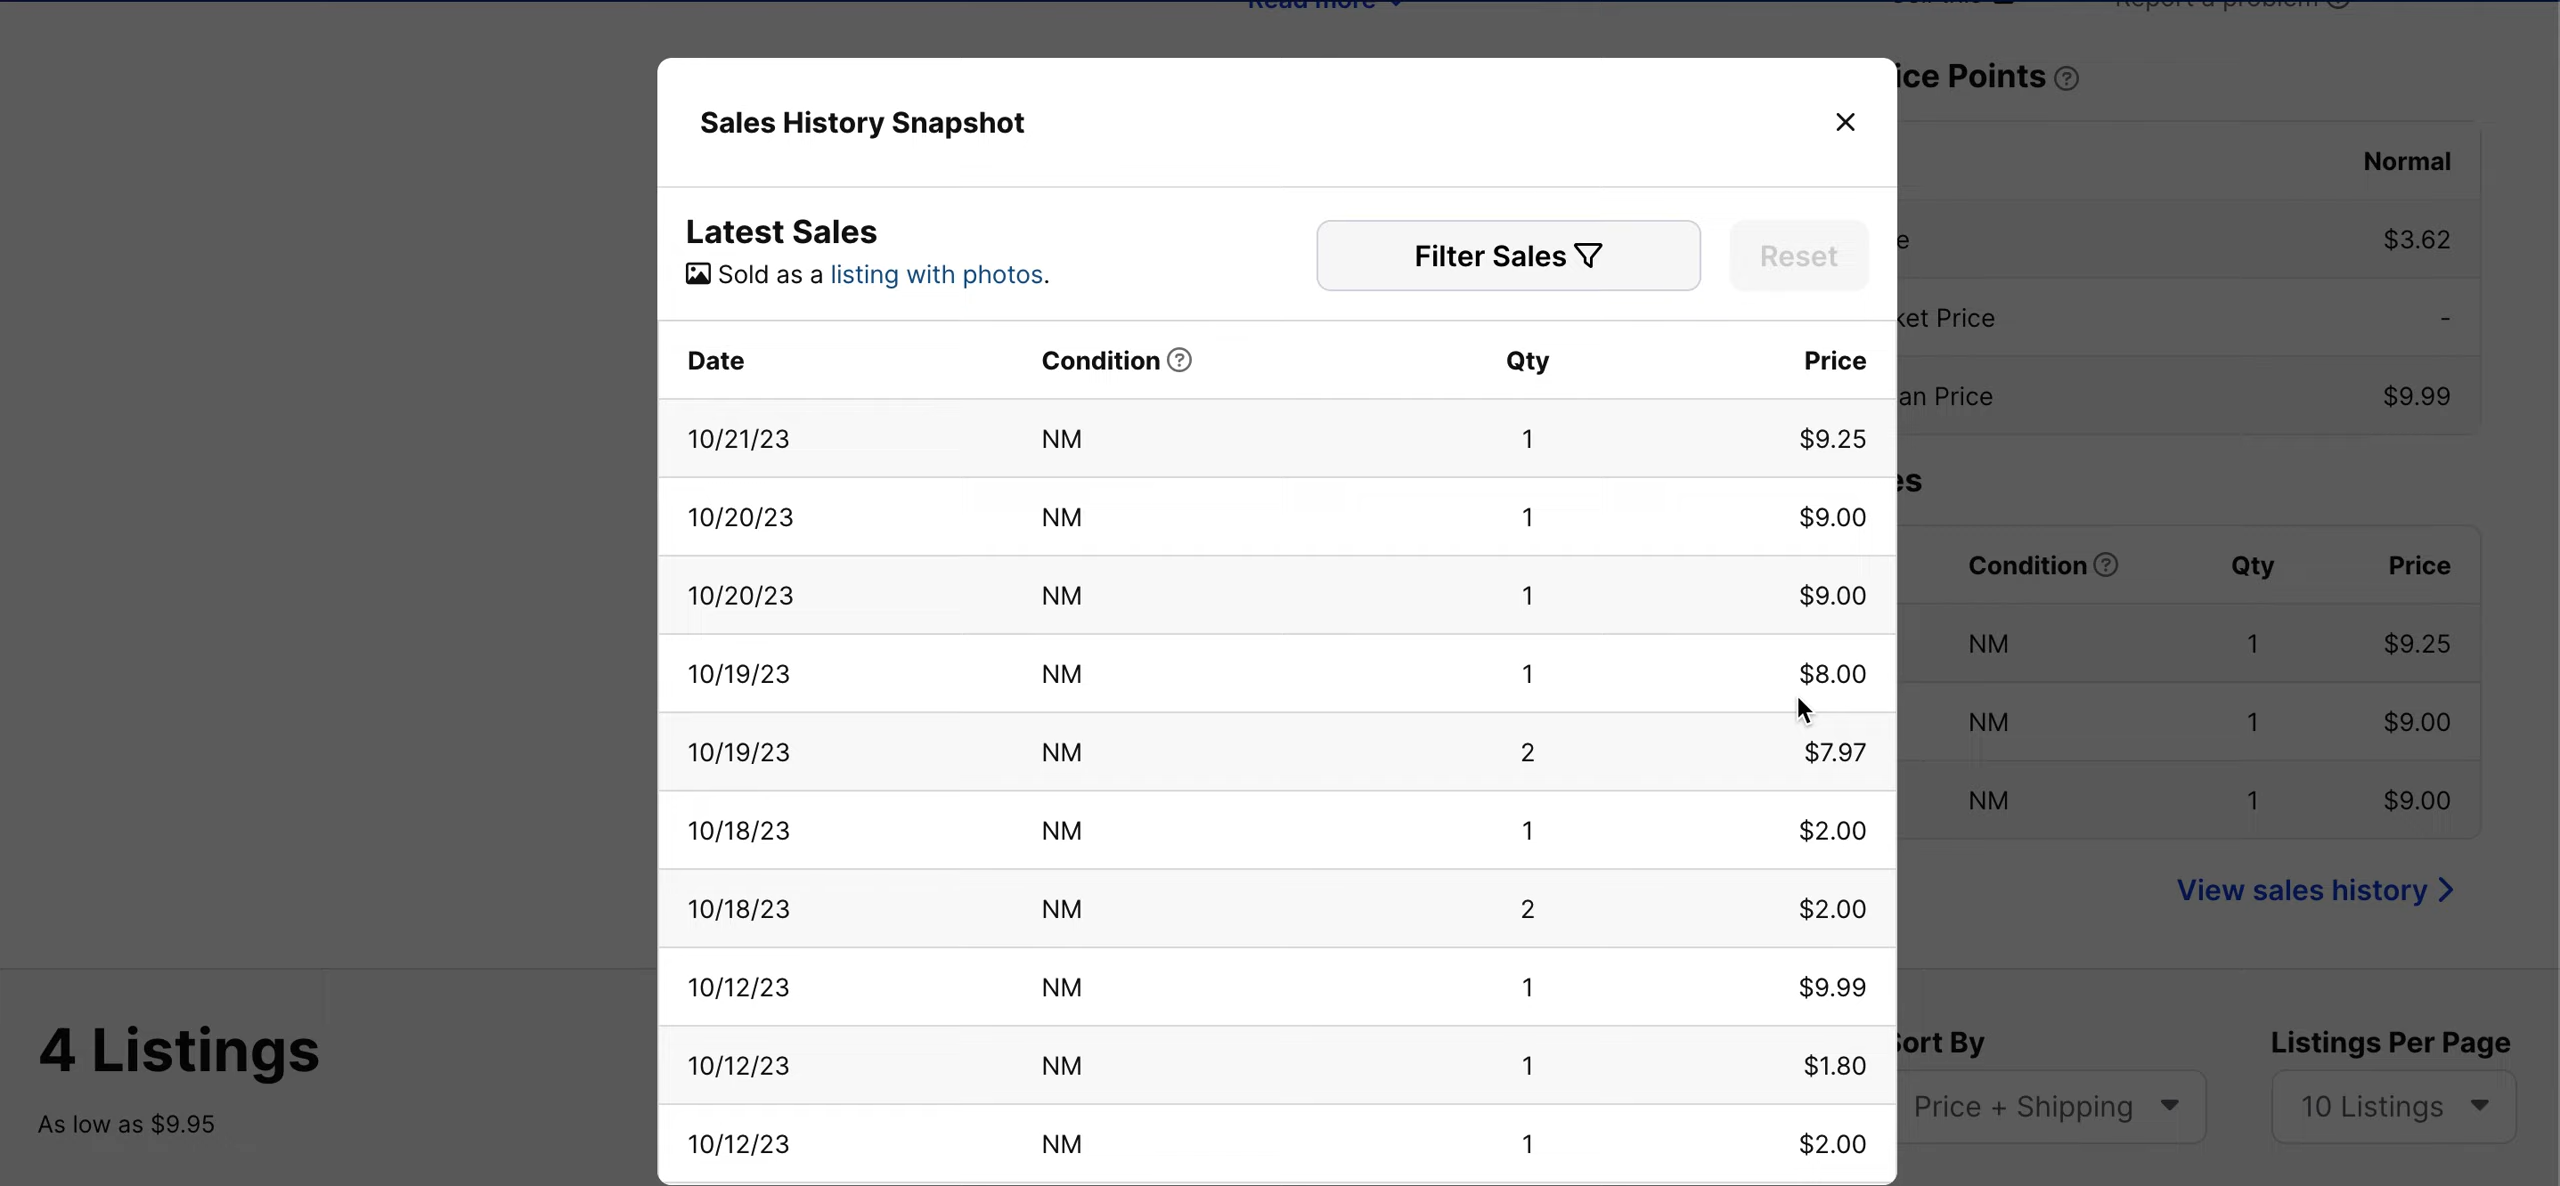 Read more
Sales History Snapshot
Latest Sales
Sold as a listing with photos.
Filter Sales
Reset
Date Condition Qty Price
10/21/23 NM 1 $9.25
10/20/23 NM 1 $9.00
10/20/23 NM 1 $9.00
10/19/23 NM 1 $8.00
10/19/23 NM 2 $7.97
10/18/23 NM 1 $2.00
10/18/23 NM 2 $2.00
10/12/23 NM 1 $9.99
10/12/23 NM 1 $1.80
10/12/23 NM 1 $2.00
Report a problem
ice Points
Normal
e $3.62
ket Price -
an Price $9.99
es
Condition Qty Price
NM 1 $9.25
NM 1 $9.00
NM 1 $9.00
View sales history
4 Listings
As low as $9.95
Sort By
Price + Shipping
Listings Per Page
10 Listings